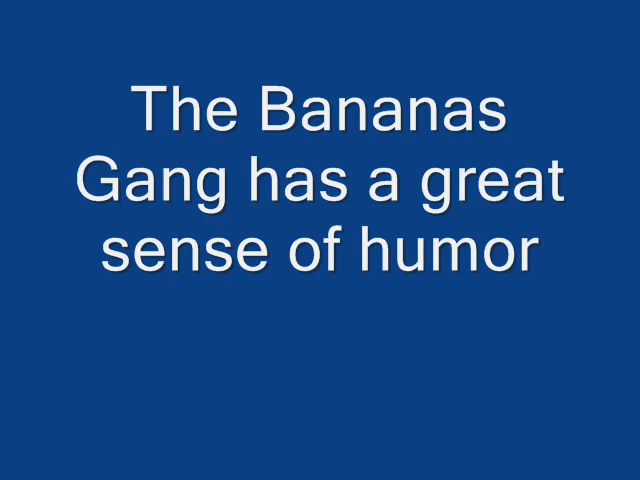 The Bananas
Gang has a great
sense of humor